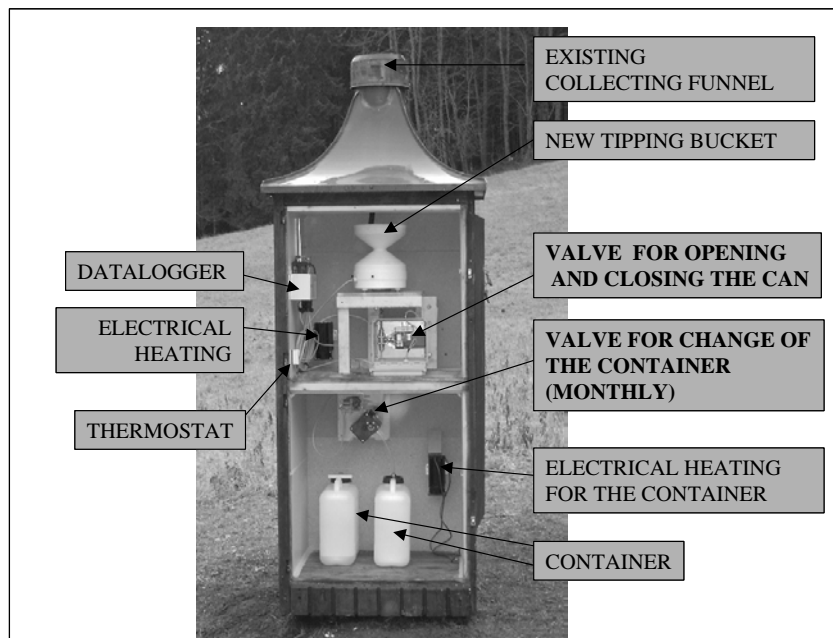 EXISTING
COLLECTING FUNNEL
NEW TIPPING BUCKET
VALVE FOR OPENING
AND CLOSING THE CAN
DATALOGGER
ELECTRICAL
HEATING
VALVE FOR CHANGE OF
THE CONTAINER
(MONTHLY)
THERMOSTAT
ELECTRICAL HEATING
FOR THE CONTAINER
CONTAINER